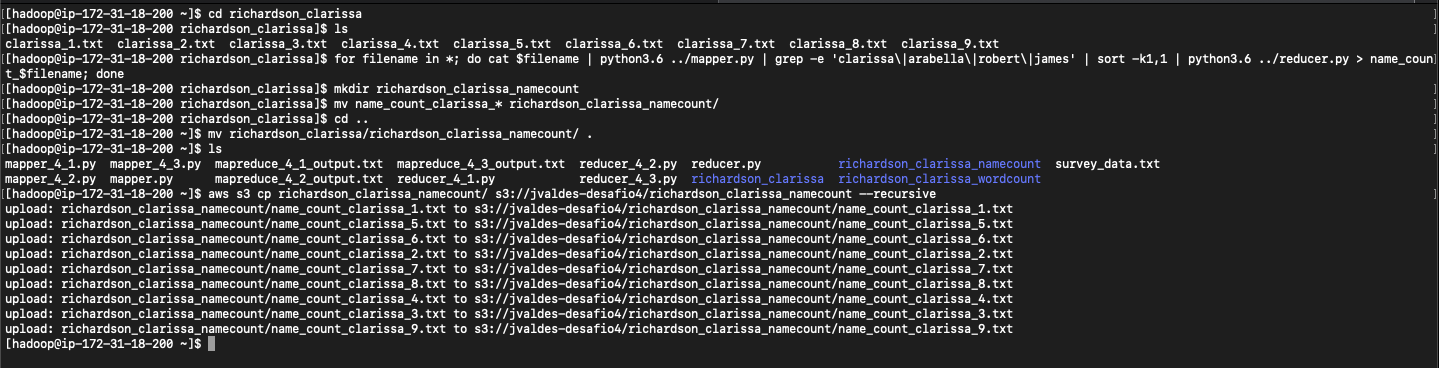 [[hadoop@ip-172-31-18-200 ~]$ cd richardson_clarissa ]
[[hadoop@ip-172-31-18-200 richardson_clarissa]$ ls ]
clarissa_1.txt clarissa_2.txt clarissa_3.txt clarissa_4.txt clarissa_5.txt clarissa_6.txt clarissa_7.txt clarissa_8.txt clarissa_9.txt
[[hadoop@ip-172-31-18-200 richardson_clarissa]$ for filename in *; do cat $filename | python3.6 ../mapper.py | grep -e 'clarissa\|arabella\|robert\|james' | sort -k1,1 | python3.6 ../reducer.py > name_coun]
t_$filename; done
[[hadoop@ip-172-31-18-200 richardson_clarissa]$ mkdir richardson_clarissa_namecount ]
[[hadoop@ip-172-31-18-200 richardson_clarissa]$ mv name_count_clarissa_* richardson_clarissa_namecount/ ]
[[hadoop@ip-172-31-18-200 richardson_clarissa]$ cd .. ]
[[hadoop@ip-172-31-18-200 ~]$ mv richardson_clarissa/richardson_clarissa_namecount/ . ]
[[hadoop@ip-172-31-18-200 ~]$ ls ]
mapper_4_1.py mapper_4_3.py mapreduce_4_1_output.txt mapreduce_4_3_output.txt reducer_4_2.py reducer.py richardson_clarissa_namecount survey_data.txt
mapper_4_2.py mapper.py mapreduce_4_2_output.txt reducer_4_1.py reducer_4_3.py richardson_clarissa richardson_clarissa_wordcount
[[hadoop@ip-172-31-18-200 ~]$ aws s3 cp richardson_clarissa_namecount/ s3://jvaldes-desafio4/richardson_clarissa_namecount --recursive ]
upload: richardson_clarissa_namecount/name_count_clarissa_1.txt to s3://jvaldes-desafio4/richardson_clarissa_namecount/name_count_clarissa_1.txt
upload: richardson_clarissa_namecount/name_count_clarissa_5.txt to s3://jvaldes-desafio4/richardson_clarissa_namecount/name_count_clarissa_5.txt
upload: richardson_clarissa_namecount/name_count_clarissa_6.txt to s3://jvaldes-desafio4/richardson_clarissa_namecount/name_count_clarissa_6.txt
upload: richardson_clarissa_namecount/name_count_clarissa_2.txt to s3://jvaldes-desafio4/richardson_clarissa_namecount/name_count_clarissa_2.txt
upload: richardson_clarissa_namecount/name_count_clarissa_7.txt to s3://jvaldes-desafio4/richardson_clarissa_namecount/name_count_clarissa_7.txt
upload: richardson_clarissa_namecount/name_count_clarissa_8.txt to s3://jvaldes-desafio4/richardson_clarissa_namecount/name_count_clarissa_8.txt
upload: richardson_clarissa_namecount/name_count_clarissa_4.txt to s3://jvaldes-desafio4/richardson_clarissa_namecount/name_count_clarissa_4.txt
upload: richardson_clarissa_namecount/name_count_clarissa_3.txt to s3://jvaldes-desafio4/richardson_clarissa_namecount/name_count_clarissa_3.txt
upload: richardson_clarissa_namecount/name_count_clarissa_9.txt to s3://jvaldes-desafio4/richardson_clarissa_namecount/name_count_clarissa_9.txt
[hadoop@ip-172-31-18-200 ~]$